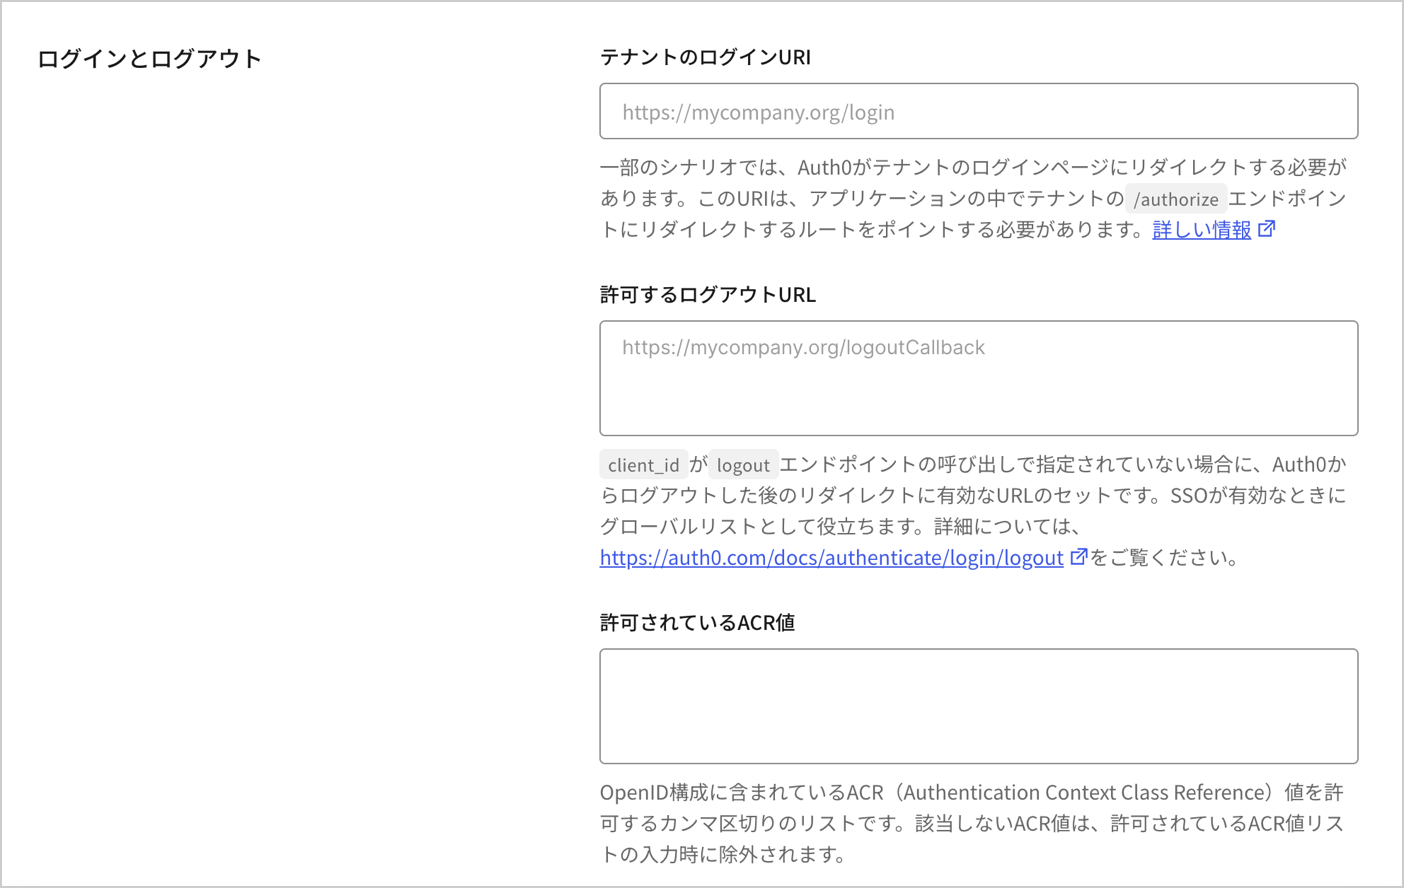 ログインとログアウト
テナントのログインURI
https://mycompany.org/login
一部のシナリオでは、Auth0がテナントのログインページにリダイレクトする必要が
あります。このURIは、アプリケーションの中でテナントの /authorize エンドポイン
トにリダイレクトするルートをポイントする必要があります。詳しい情報
許可するログアウトURL
https://mycompany.org/logoutCallback
client_id が logout エンドポイントの呼び出しで指定されていない場合に、Auth0か
らログアウトした後のリダイレクトに有効なURLのセットです。SSOが有効なときに
グローバルリストとして役立ちます。詳細については、
https://auth0.com/docs/authenticate/login/logout をご覧ください。
許可されているACR値
OpenID構成に含まれているACR（Authentication Context Class Reference）値を許
可するカンマ区切りのリストです。該当しないACR値は、許可されているACR値リス
トの入力時に除外されます。